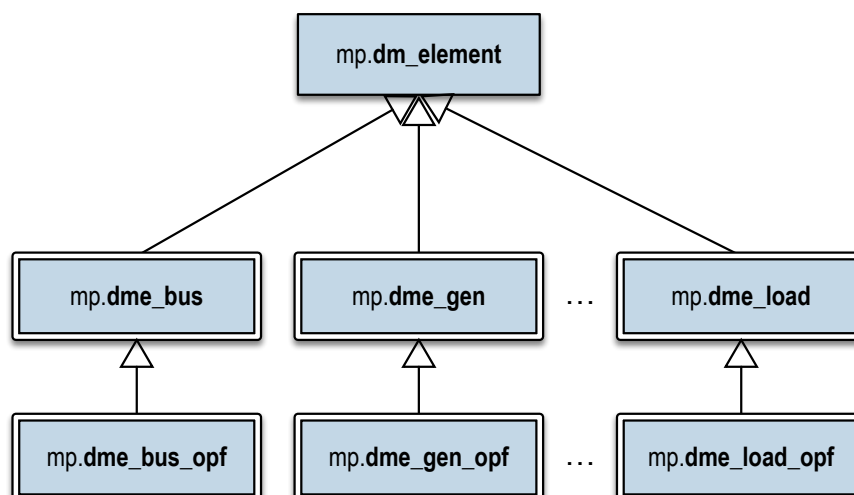 mp.dm_element
mp.dme_bus mp.dme_gen ... mp.dme_load
mp.dme_bus_opf mp.dme_gen_opf ... mp.dme_load_opf